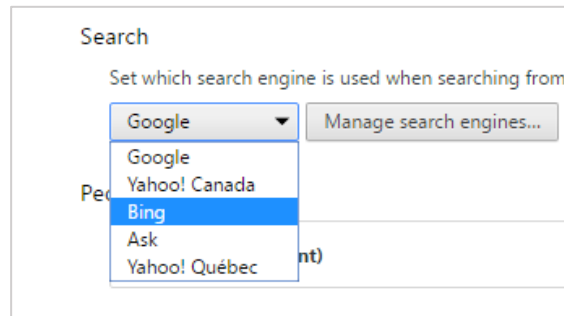 Search
Set which search engine is used when searching from
Google Manage search engines...
Google
Yahoo! Canada
Bing
Ask
Yahoo! Québec